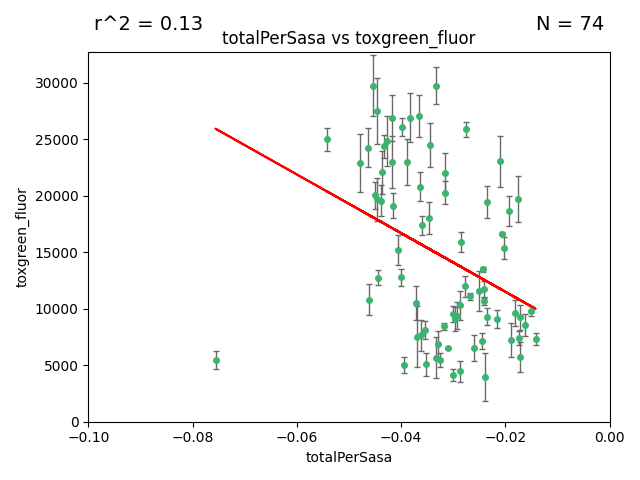 r^2 = 0.13
N = 74
totalPerSasa vs toxgreen_fluor
30000
25000
20000
15000
10000
5000
0
toxgreen_fluor
−0.10
−0.08
−0.06
−0.04
−0.02
0.00
totalPerSasa